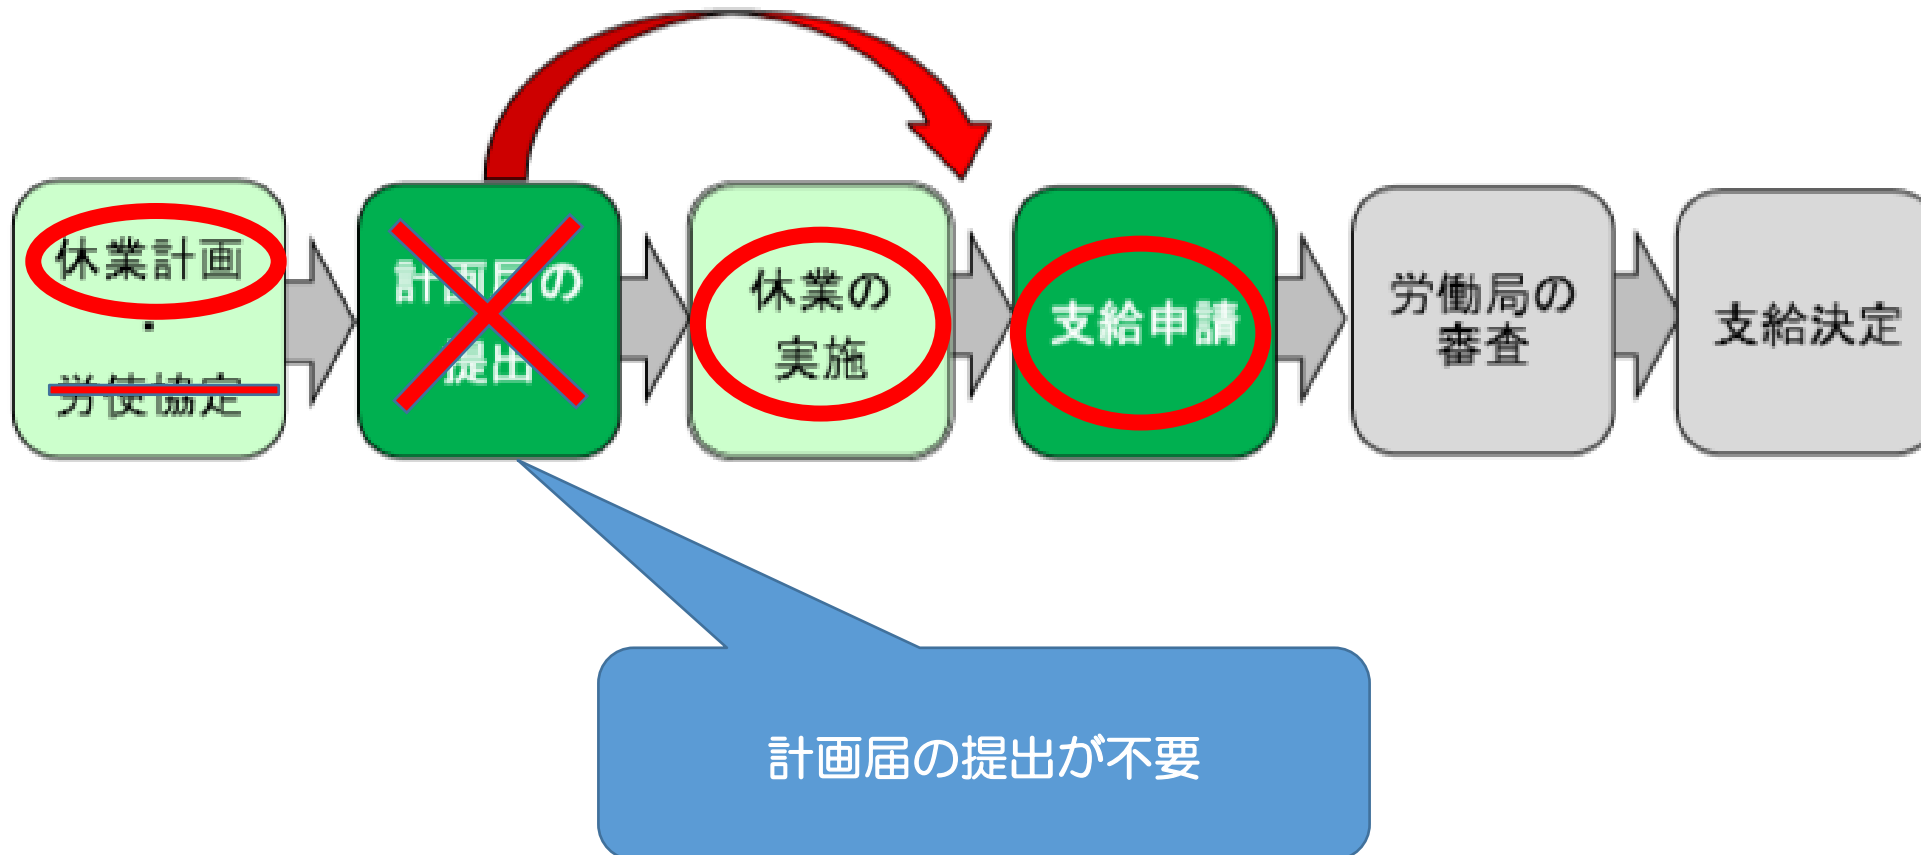 休業計画
・
労使協定
計画届の
提出
休業の
実施
支給申請
労働局の
審査
支給決定
計画届の提出が不要